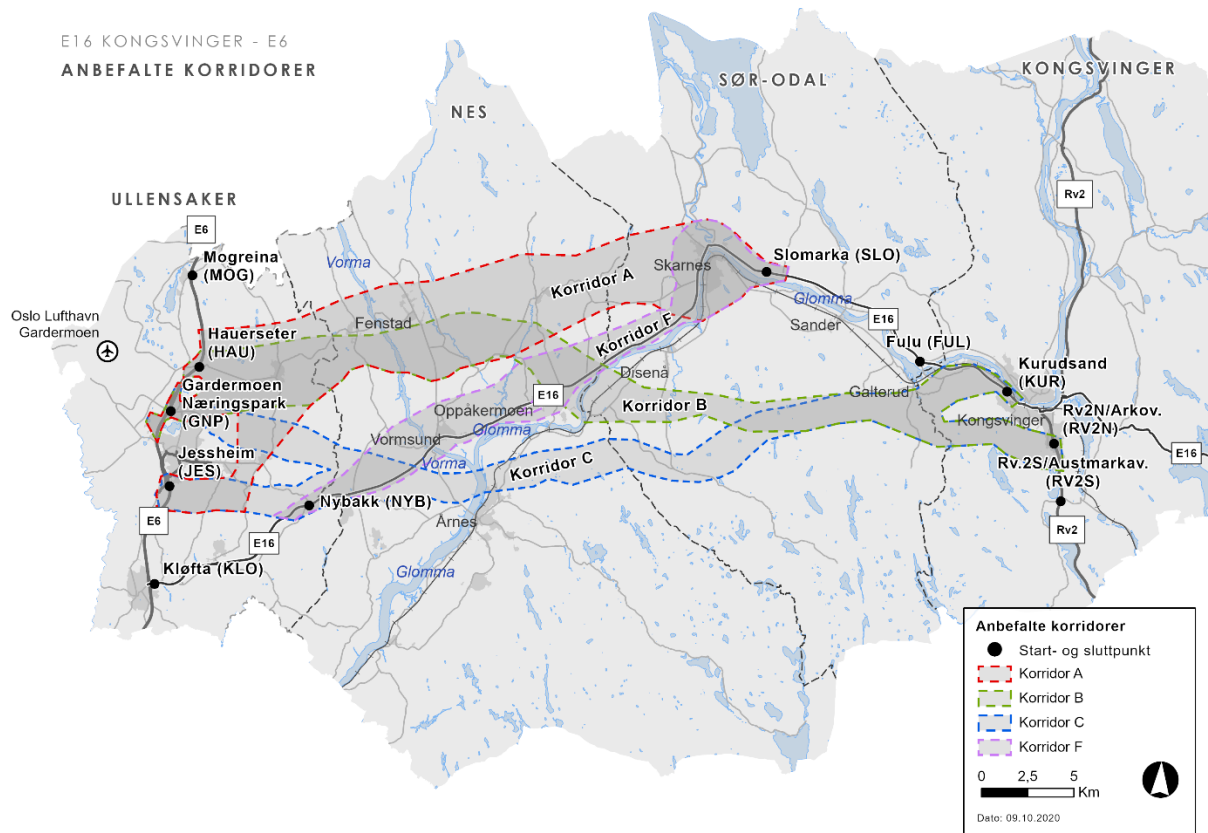 E16 KONGSVINGER - E6
ANBEFALTE KORRIDORER
KONGSVINGER
SØR-ODAL
NES
ULLENSAKER
Rv2
E6
Mogreina
(MOG)
Vorma
Skarnes
Slomarka (SLO)
Korridor A
Glomma
Oslo Lufthavn
Gardermoen
Fenstad
Sander
E16
Hauerseter
(HAU)
Korridor F
Fulu (FUL)
Kurudsand
(KUR)
Gardermoen
Næringspark
(GNP)
Disenå
Galterud
E16
Korridor B
Oppåkermoen
Rv2N/Arkov.
(RV2N)
Kongsvinger
Glomma
Vormsund
Jessheim
(JES)
Vorma
Korridor C
E16
Rv.2S/Austmarkav.
(RV2S)
Nybakk (NYB)
E6
Årnes
Rv2
E16
Kløfta (KLO)
Glomma
Anbefalte korridorer
Start- og sluttpunkt
Korridor A
Korridor B
Korridor C
Korridor F
0 2,5 5
Km
Dato: 09.10.2020